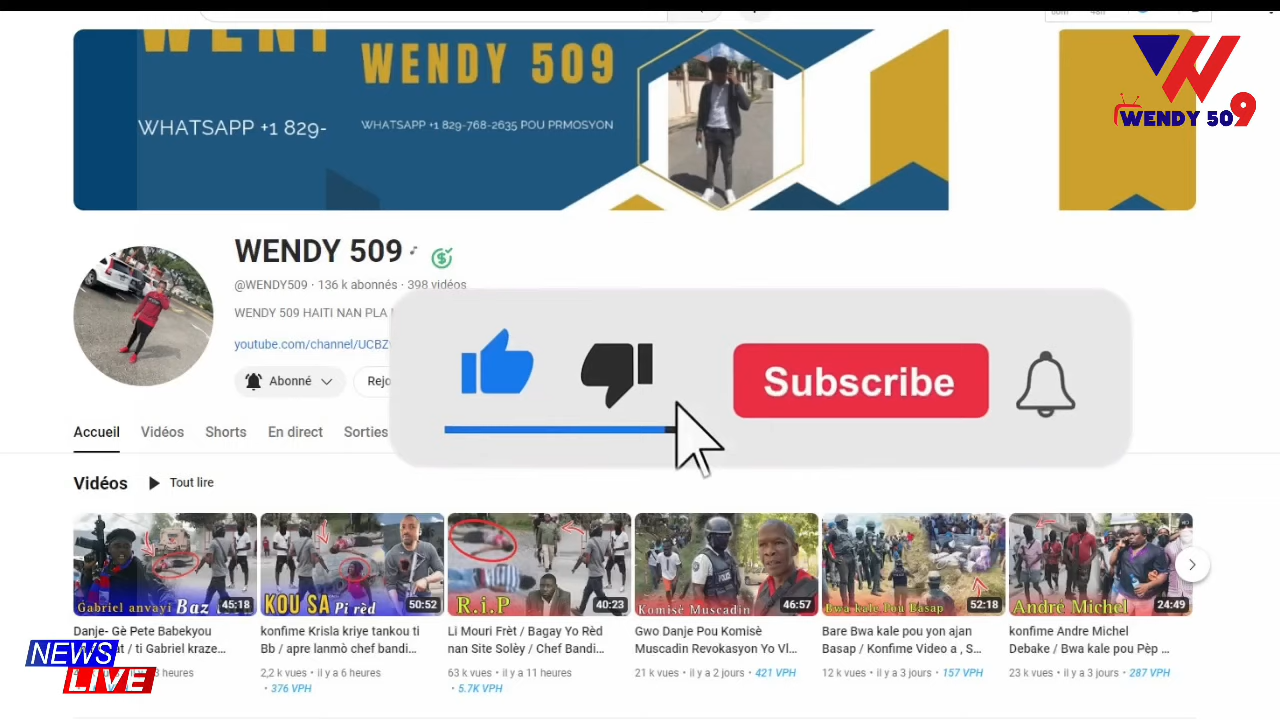 WENDY 509
WHATSAPP +1 829-
WHATSAPP +1 829-768-2635 POU PRMOSYON
WENDY 509
WENDY 509
@WENDY509 · 136 k abonnés · 398 vidéos
WENDY 509 HAITI NAN PLA
youtube.com/channel/UCBZ
Abonné
Rejo
Subscribe
Accueil
Vidéos
Shorts
En direct
Sorties
Vidéos
Tout lire
Gabriel anvayi Baz
45:18
KOU SA Pi rèd
50:52
R.i.P
40:23
Komisé Muscadin
46:57
Bwa kale pou Basap
52:18
Andre Michel
24:49
Danje- Gè Pete Babekyou
/ ti Gabriel kraze...
heures
konfime Krisla kriye tankou ti
Bb / apre lanmò chef bandi...
2,2 k vues · il y a 6 heures
· 376 VPH
Li Mouri Frèt / Bagay Yo Rèd
nan Site Solèy / Chef Bandi...
63 k vues · il y a 11 heures
· 5.7K VPH
Gwo Danje Pou Komisè
Muscadin Revokasyon Yo Vl...
21 k vues · il y a 2 jours · 421 VPH
Bare Bwa kale pou yon ajan
Basap / Konfime Video a , S...
12 k vues · il y a 3 jours · 157 VPH
konfime Andre Michel
Debake / Bwa kale pou Pèp ...
23 k vues · il y a 3 jours · 287 VPH
NEWS
LIVE